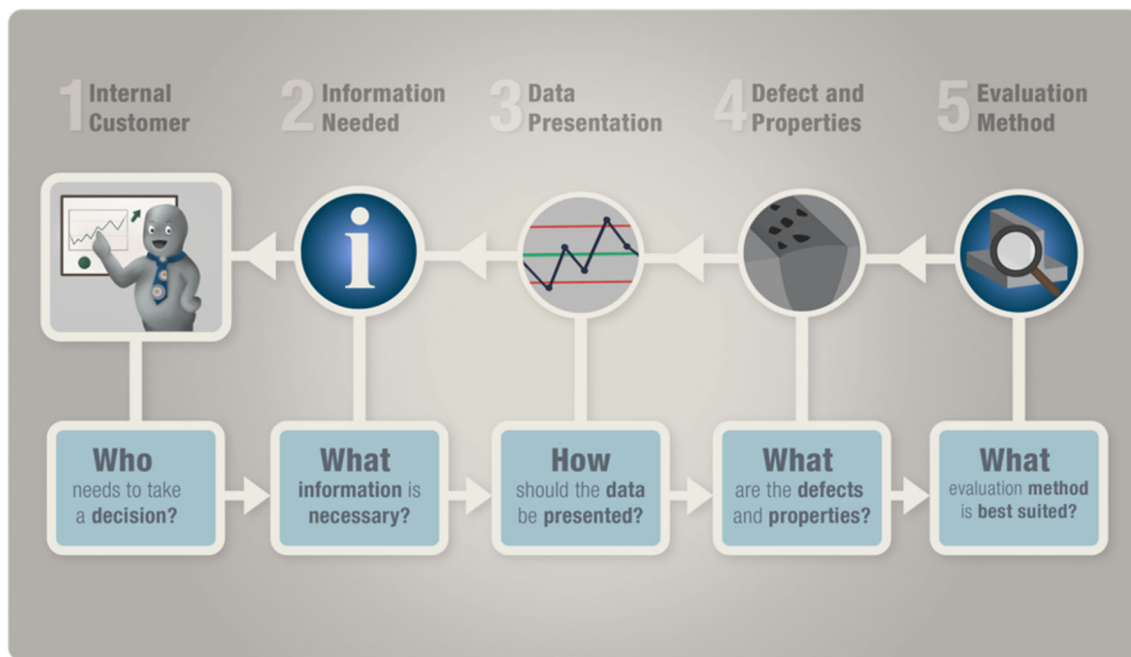 1 Internal
Customer
2 Information
Needed
3 Data
Presentation
4 Defect and
Properties
5 Evaluation
Method
i
Who
needs to take
a decision?
What
information is
necessary?
How
should the data
be presented?
What
are the defects
and properties?
What
evaluation method
is best suited?